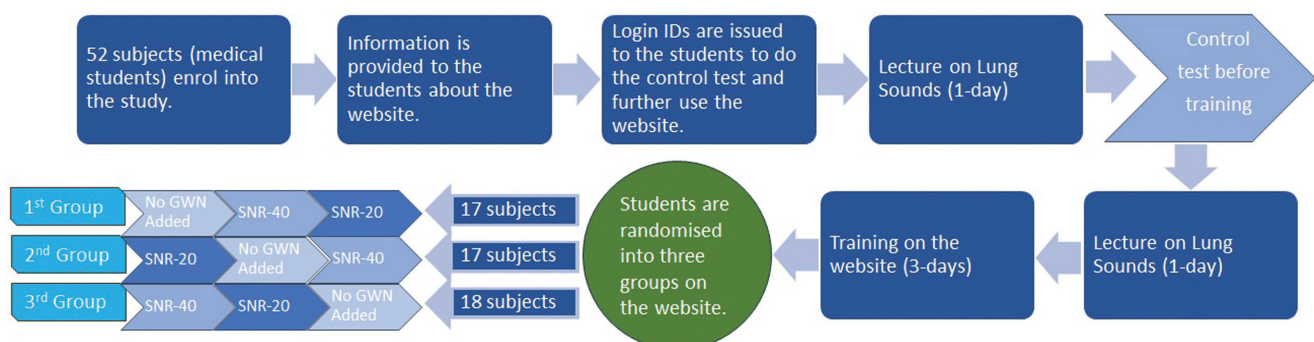 52 subjects (medical
students) enrol into
the study.
Information is
provided to the
students about the
website.
Login IDs are issued
to the students to do
the control test and
further use the
website.
Lecture on Lung
Sounds (1-day)
Control
test before
training
Lecture on Lung
Sounds (1-day)
Training on the
website (3-days)
Students are
randomised
into three
groups on
the website.
17 subjects
17 subjects
18 subjects
1st Group
No GWN
Added
SNR-40
SNR-20
2nd Group
SNR-20
No GWN
Added
SNR-40
3rd Group
SNR-40
SNR-20
No GWN
Added